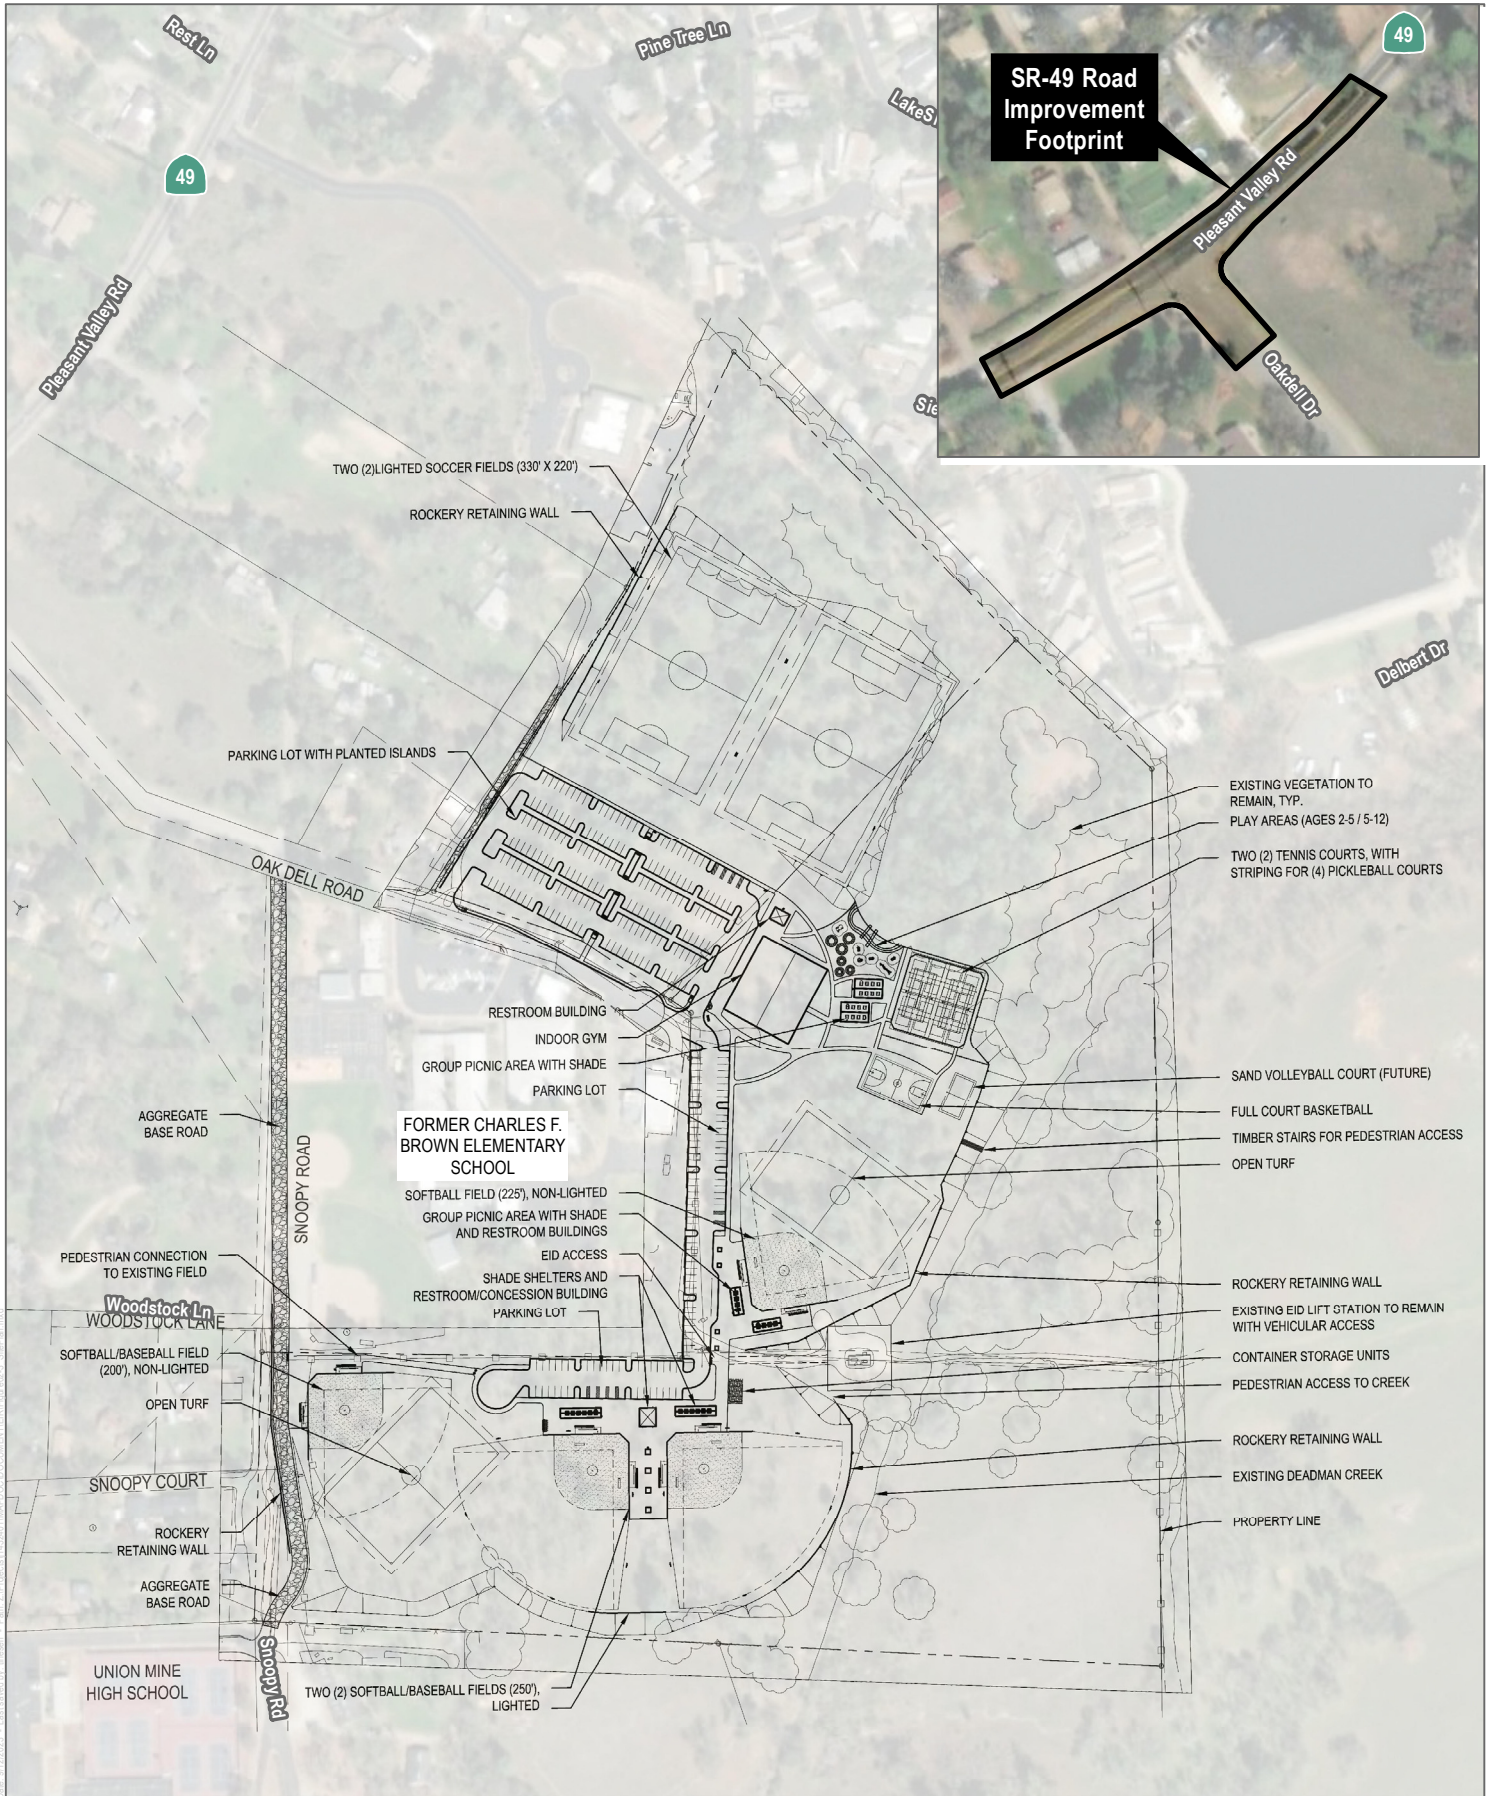 Rest Ln
Pine Tree Ln
49
SR-49 Road
Improvement
Footprint
49
Pleasant Valley Rd
Oakdell Dr
Pleasant Valley Rd
Delbert Dr
TWO (2)LIGHTED SOCCER FIELDS (330' X 220')
ROCKERY RETAINING WALL
PARKING LOT WITH PLANTED ISLANDS
OAK DELL ROAD
EXISTING VEGETATION TO
REMAIN, TYP.
PLAY AREAS (AGES 2-5 / 5-12)
TWO (2) TENNIS COURTS, WITH
STRIPING FOR (4) PICKLEBALL COURTS
RESTROOM BUILDING
INDOOR GYM
GROUP PICNIC AREA WITH SHADE
PARKING LOT
AGGREGATE
BASE ROAD
SNOOPY ROAD
FORMER CHARLES F.
BROWN ELEMENTARY
SCHOOL
SAND VOLLEYBALL COURT (FUTURE)
FULL COURT BASKETBALL
TIMBER STAIRS FOR PEDESTRIAN ACCESS
OPEN TURF
SOFTBALL FIELD (225'), NON-LIGHTED
GROUP PICNIC AREA WITH SHADE
AND RESTROOM BUILDINGS
EID ACCESS
SHADE SHELTERS AND
RESTROOM/CONCESSION BUILDING
PARKING LOT
PEDESTRIAN CONNECTION
TO EXISTING FIELD
Woodstock Ln
WOODSTOCK LANE
SOFTBALL/BASEBALL FIELD
(200'), NON-LIGHTED
OPEN TURF
SNOOPY COURT
ROCKERY
RETAINING WALL
AGGREGATE
BASE ROAD
ROCKERY RETAINING WALL
EXISTING EID LIFT STATION TO REMAIN
WITH VEHICULAR ACCESS
CONTAINER STORAGE UNITS
PEDESTRIAN ACCESS TO CREEK
ROCKERY RETAINING WALL
EXISTING DEADMAN CREEK
PROPERTY LINE
UNION MINE
HIGH SCHOOL
Snoopy Rd
TWO (2) SOFTBALL/BASEBALL FIELDS (250'),
LIGHTED